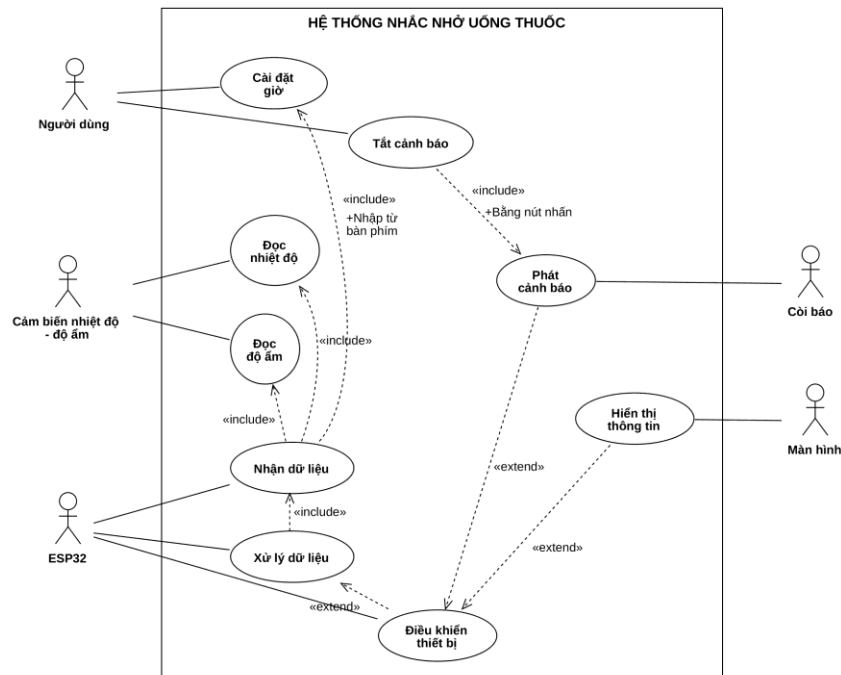 HỆ THỐNG NHẮC NHỞ UỐNG THUỐC
Cài đặt
giờ
Người dùng
Tắt cảnh báo
«include»
+Nhập từ
bàn phím
«include»
+Bằng nút nhấn
Đọc
nhiệt độ
Phát
cảnh báo
Còi báo
Cảm biến nhiệt độ
- độ ẩm
Đọc
độ ẩm
«include»
«include»
Hiển thị
thông tin
Màn hình
Nhận dữ liệu
«extend»
«include»
ESP32
Xử lý dữ liệu
«extend»
«extend»
Điều khiển
thiết bị